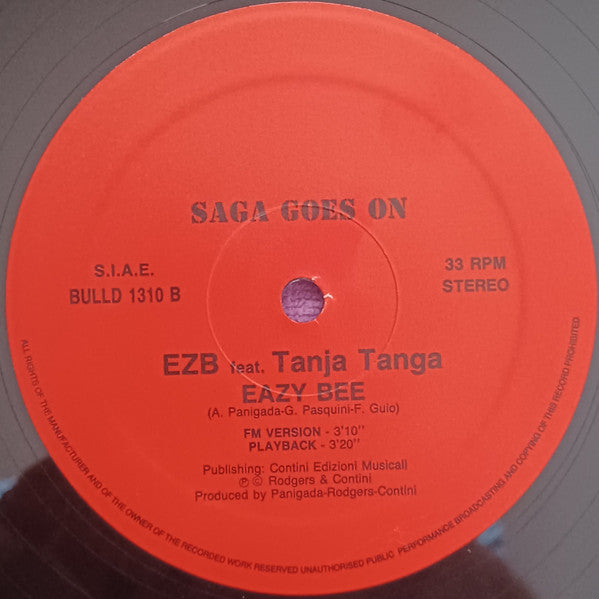 SAGA GOES ON
S.I.A.E.
BULLD 1310 B
33 RPM
STEREO
EZB feat. Tanja Tanga
EAZY BEE
(A. Panigada-G. Pasquini-F. Guio)
FM VERSION - 3'10"
PLAYBACK - 3'20"
Publishing: Contini Edizioni Musicali
℗ © Rodgers & Contini
Produced by Panigada-Rodgers-Contini
ALL RIGHTS OF THE MANUFACTURER AND OF THE OWNER OF THE RECORDED WORK RESERVED UNAUTHORISED PUBLIC PERFORMANCE BROADCASTING AND COPYING OF THIS RECORD PROHIBITED